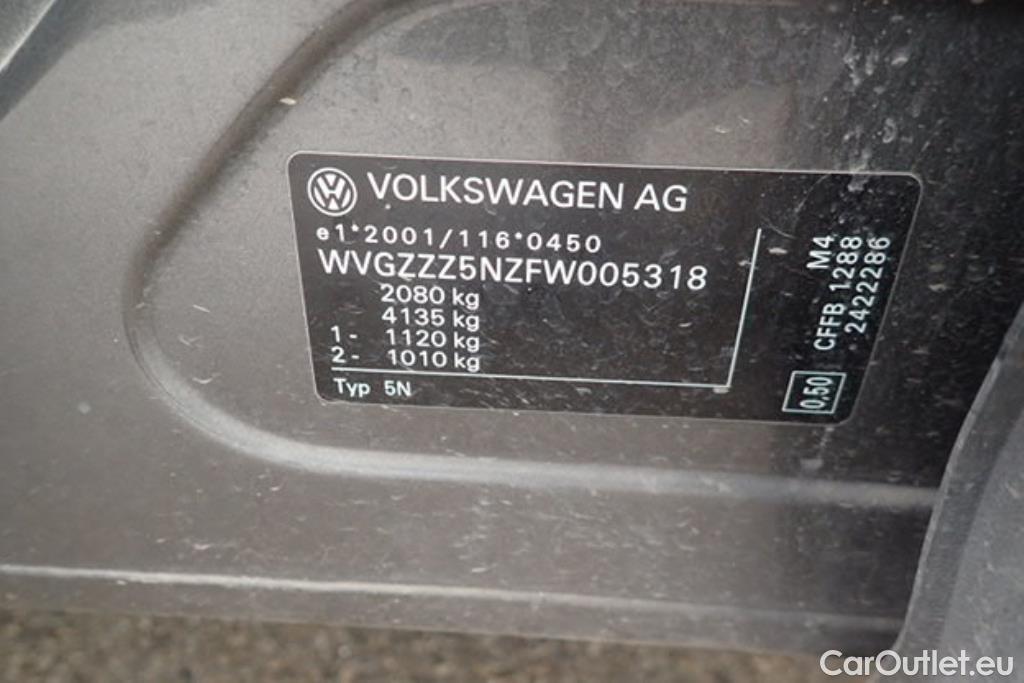 VOLKSWAGEN AG
e1*2001/116*0450
WVGZZZ5NZFW005318
2080 kg
4135 kg
1- 1120 kg
2- 1010 kg
Typ 5N
M4
CFFB 1288
2422286
0,50
CarOutlet.eu